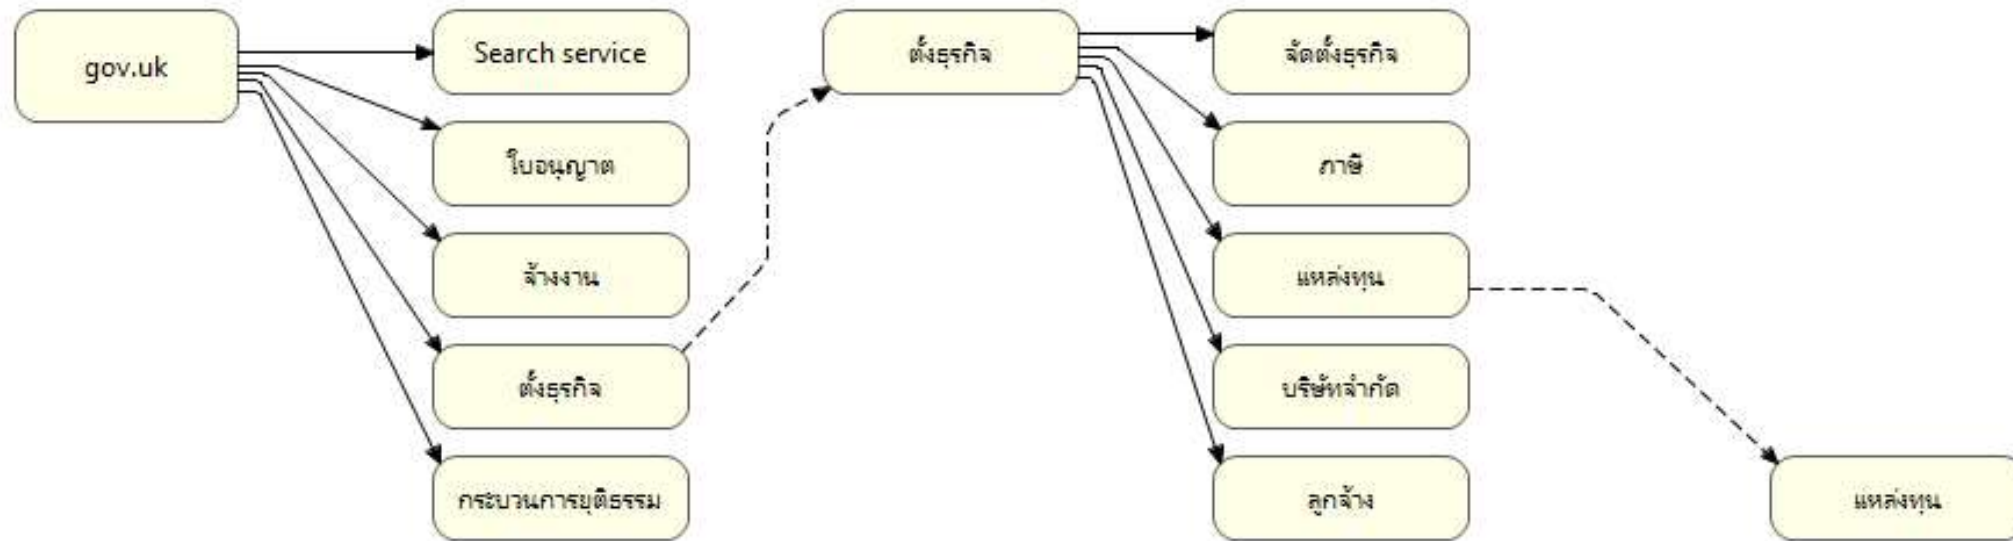 gov.uk
Search service
ใบอนุญาต
จ้างงาน
ตั้งธุรกิจ
กระบวนการยุติธรรม
ตั้งธุรกิจ
จัดตั้งธุรกิจ
ภาษี
แหล่งทุน
บริษัทจำกัด
ลูกจ้าง
แหล่งทุน